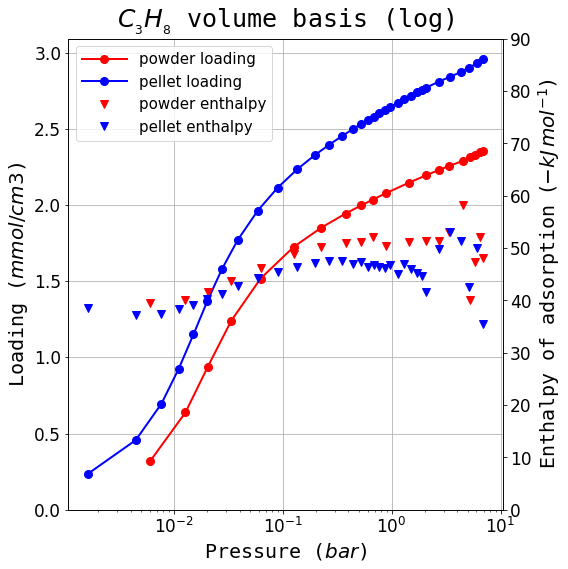 C₃H₈ volume basis (log)
powder loading
pellet loading
powder enthalpy
pellet enthalpy
Loading (mmol/cm3)
3.0
2.5
2.0
1.5
1.0
0.5
0.0
90
80
70
60
50
40
30
20
10
0
Enthalpy of adsorption (−kJ mol⁻¹)
10⁻² 10⁻¹ 10⁰ 10¹
Pressure (bar)